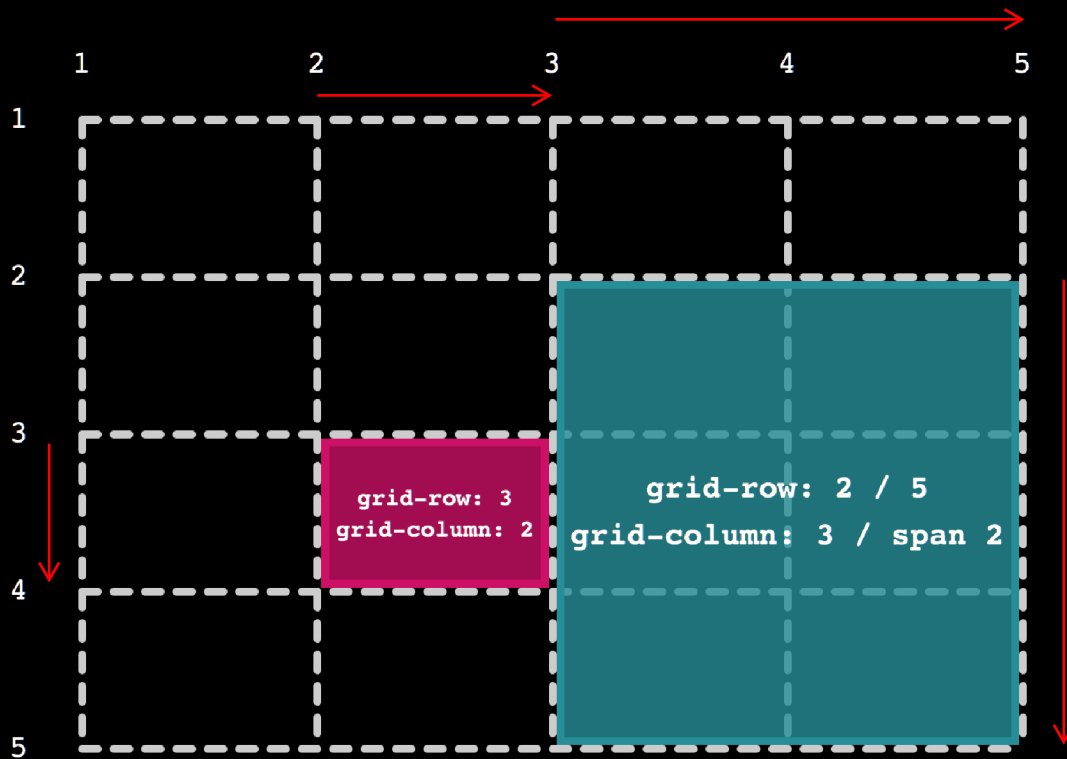 1 2 3 4 5
1
2
3
4
5
grid-row: 3
grid-column: 2
grid-row: 2 / 5
grid-column: 3 / span 2